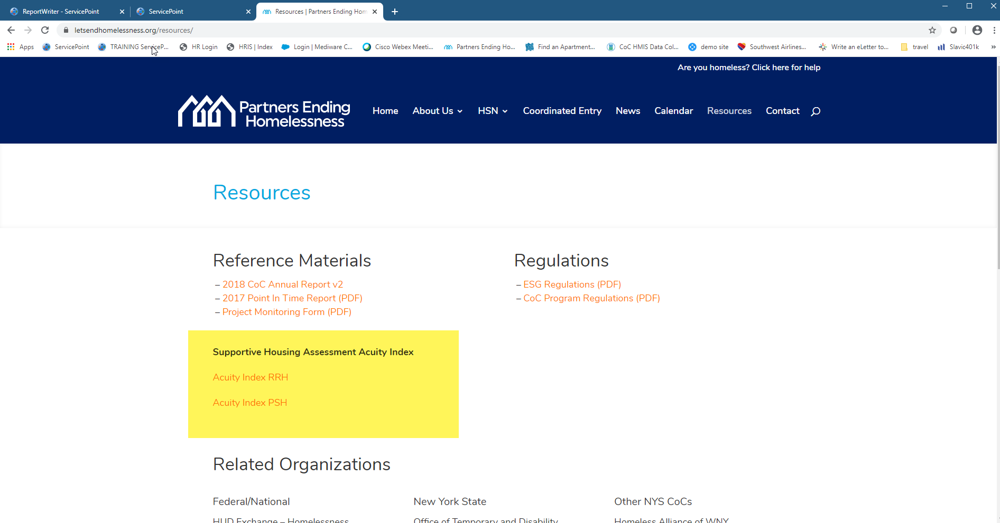 ReportWriter - ServicePoint
ServicePoint
Resources | Partners Ending Hom
letsendhomelessness.org/resources/
Apps
ServicePoint
TRAINING ServiceP...
HR Login
HRIS | Index
Login | Mediware C...
Cisco Webex Meeti...
Partners Ending Ho...
Find an Apartment...
CoC HMIS Data Col...
demo site
Southwest Airlines...
Write an eLetter to...
travel
Slavic401k
»
Are you homeless? Click here for help
Partners Ending
Homelessness
Home
About Us
HSN
Coordinated Entry
News
Calendar
Resources
Contact
Resources
Reference Materials
– 2018 CoC Annual Report v2
– 2017 Point In Time Report (PDF)
– Project Monitoring Form (PDF)
Regulations
– ESG Regulations (PDF)
– CoC Program Regulations (PDF)
Supportive Housing Assessment Acuity Index
Acuity Index RRH
Acuity Index PSH
Related Organizations
Federal/National
HUD Exchange – Homelessness
New York State
Office of Temporary and Disability
Other NYS CoCs
Homeless Alliance of WNY